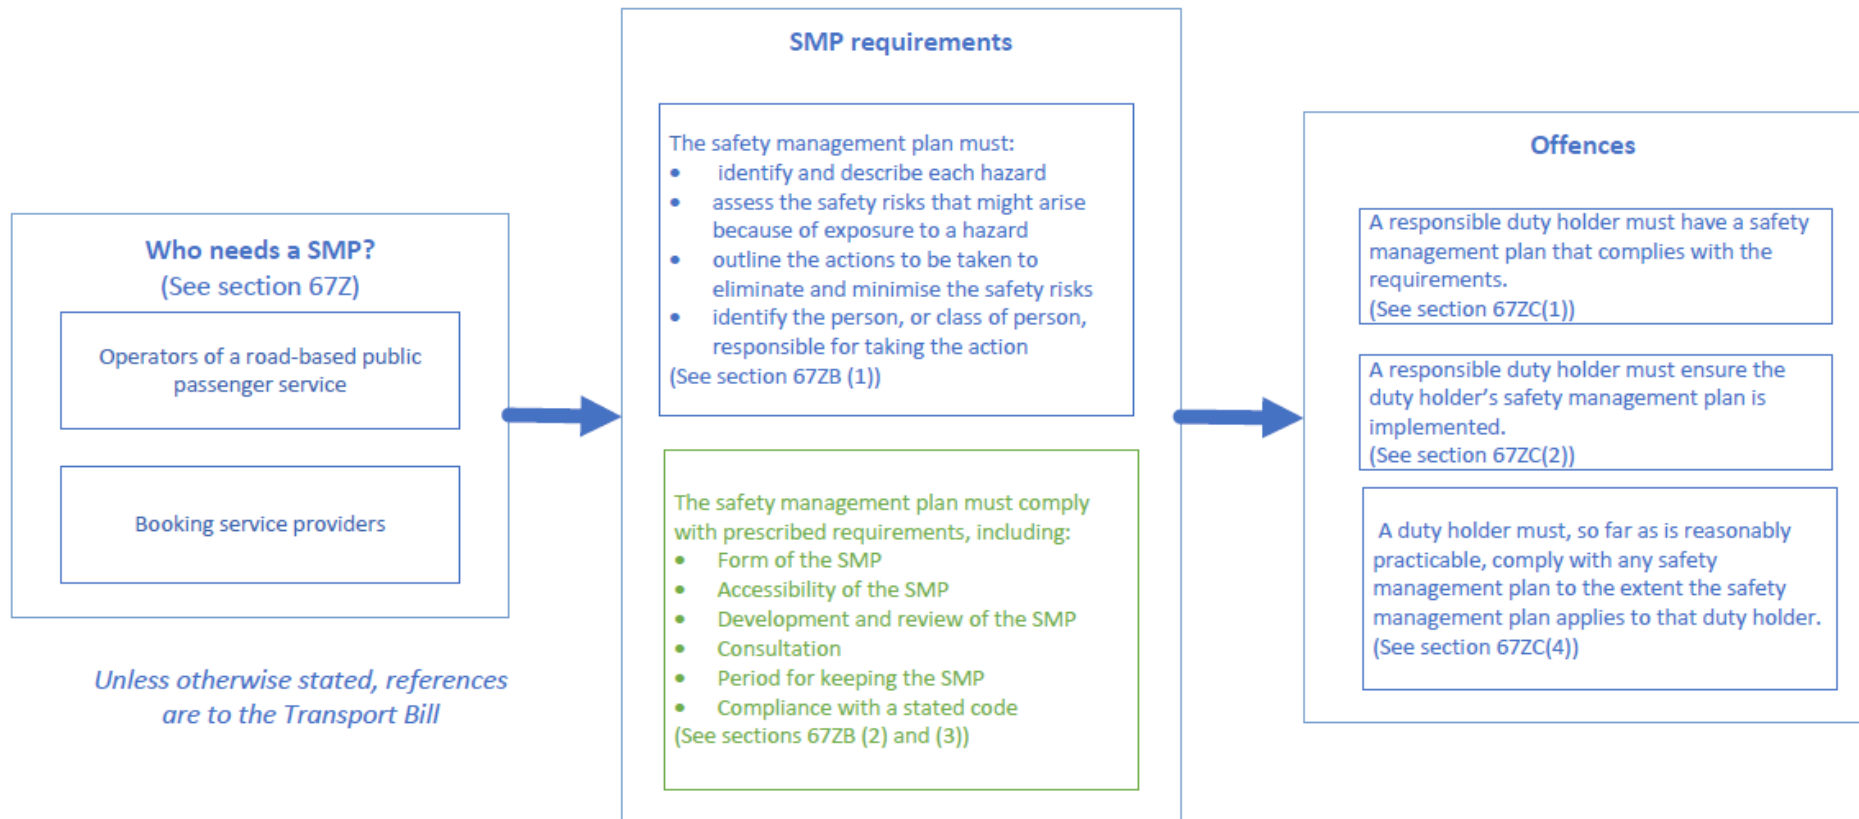 Who needs a SMP?
(See section 67Z)
Operators of a road-based public
passenger service
Booking service providers
Unless otherwise stated, references
are to the Transport Bill
SMP requirements
The safety management plan must:
• identify and describe each hazard
• assess the safety risks that might arise
because of exposure to a hazard
• outline the actions to be taken to
eliminate and minimise the safety risks
• identify the person, or class of person,
responsible for taking the action
(See section 67ZB (1))
The safety management plan must comply
with prescribed requirements, including:
• Form of the SMP
• Accessibility of the SMP
• Development and review of the SMP
• Consultation
• Period for keeping the SMP
• Compliance with a stated code
(See sections 67ZB (2) and (3))
Offences
A responsible duty holder must have a safety
management plan that complies with the
requirements.
(See section 67ZC(1))
A responsible duty holder must ensure the
duty holder’s safety management plan is
implemented.
(See section 67ZC(2))
A duty holder must, so far as is reasonably
practicable, comply with any safety
management plan to the extent the safety
management plan applies to that duty holder.
(See section 67ZC(4))